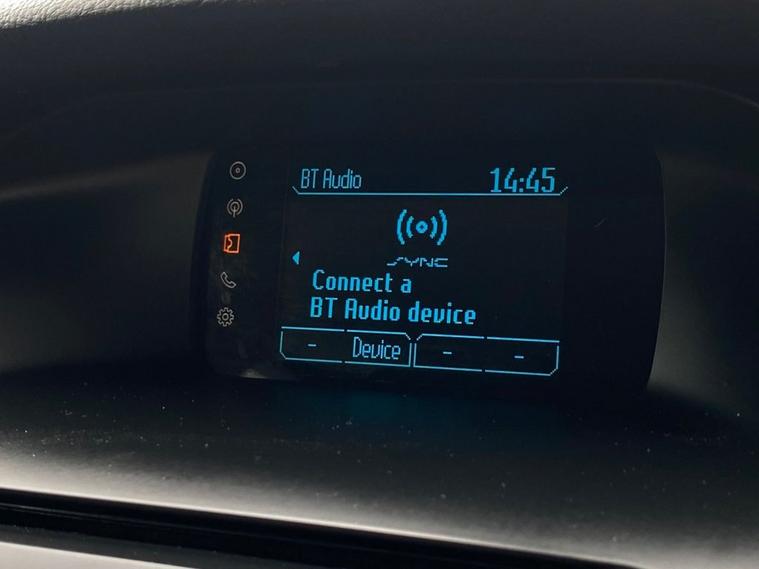 BT Audio 14:45
SYNC
Connect a
BT Audio device
- Device - -